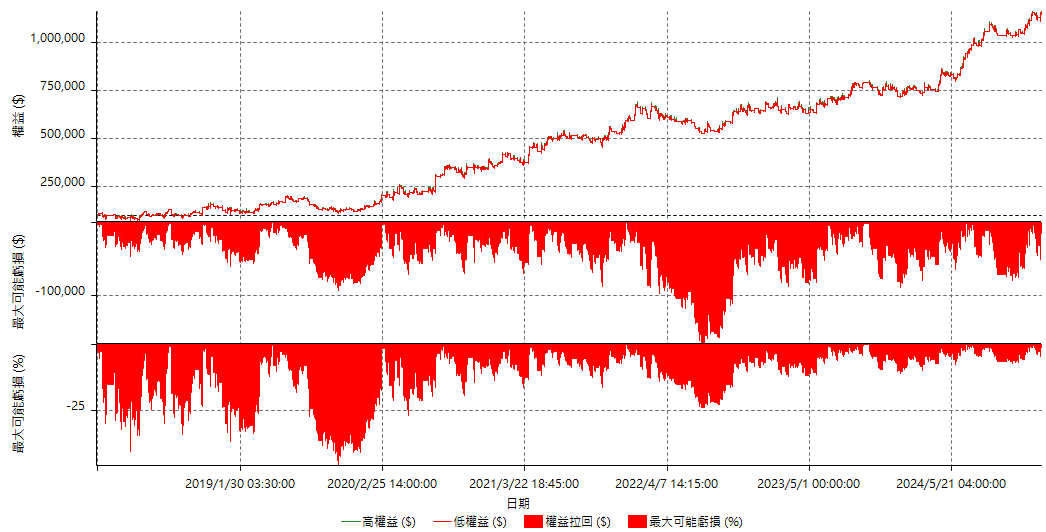 1,000,000
750,000
500,000
250,000
權益 ($)
-100,000
最大可能虧損 ($)
-25
最大可能虧損 (%)
2019/1/30 03:30:00
2020/2/25 14:00:00
2021/3/22 18:45:00
2022/4/7 14:15:00
2023/5/1 00:00:00
2024/5/21 04:00:00
日期
高權益 ($)
低權益 ($)
權益拉回 ($)
最大可能虧損 (%)